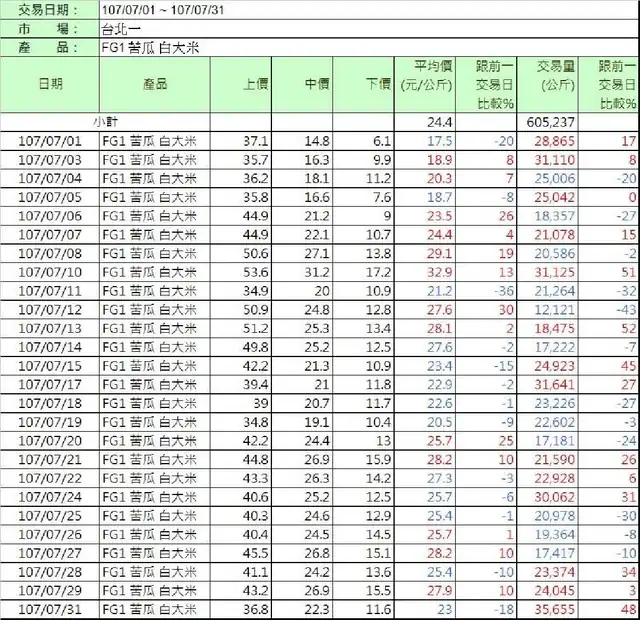 交易日期： 107/07/01 ~ 107/07/31
市　場： 台北一
產　品： FG1 苦瓜 白大米
日期 產品 上價 中價 下價 平均價(元/公斤) 跟前一交易日比較% 交易量(公斤) 跟前一交易日比較%
小計 24.4 605,237
107/07/01 FG1 苦瓜 白大米 37.1 14.8 6.1 17.5 -20 28,865 17
107/07/03 FG1 苦瓜 白大米 35.7 16.3 9.9 18.9 8 31,110 8
107/07/04 FG1 苦瓜 白大米 36.2 18.1 11.2 20.3 7 25,006 -20
107/07/05 FG1 苦瓜 白大米 35.8 16.6 7.6 18.7 -8 25,042 0
107/07/06 FG1 苦瓜 白大米 44.9 21.2 9 23.5 26 18,357 -27
107/07/07 FG1 苦瓜 白大米 44.9 22.1 10.7 24.4 4 21,078 15
107/07/08 FG1 苦瓜 白大米 50.6 27.1 13.8 29.1 19 20,586 -2
107/07/10 FG1 苦瓜 白大米 53.6 31.2 17.2 32.9 13 31,125 51
107/07/11 FG1 苦瓜 白大米 34.9 20 10.9 21.2 -36 21,264 -32
107/07/12 FG1 苦瓜 白大米 50.9 24.8 12.8 27.6 30 12,121 -43
107/07/13 FG1 苦瓜 白大米 51.2 25.3 13.4 28.1 2 18,475 52
107/07/14 FG1 苦瓜 白大米 49.8 25.2 12.5 27.6 -2 17,222 -7
107/07/15 FG1 苦瓜 白大米 42.2 21.3 10.9 23.4 -15 24,923 45
107/07/17 FG1 苦瓜 白大米 39.4 21 11.8 22.9 -2 31,641 27
107/07/18 FG1 苦瓜 白大米 39 20.7 11.7 22.6 -1 23,226 -27
107/07/19 FG1 苦瓜 白大米 34.8 19.1 10.4 20.5 -9 22,602 -3
107/07/20 FG1 苦瓜 白大米 42.2 24.4 13 25.7 25 17,181 -24
107/07/21 FG1 苦瓜 白大米 44.8 26.9 15.9 28.2 10 21,590 26
107/07/22 FG1 苦瓜 白大米 43.3 26.3 14.2 27.3 -3 22,928 6
107/07/24 FG1 苦瓜 白大米 40.6 25.2 12.5 25.7 -6 30,062 31
107/07/25 FG1 苦瓜 白大米 40.3 24.6 12.9 25.4 -1 20,978 -30
107/07/26 FG1 苦瓜 白大米 40.4 24.5 14.5 25.7 1 19,364 -8
107/07/27 FG1 苦瓜 白大米 45.5 26.8 15.1 28.2 10 17,417 -10
107/07/28 FG1 苦瓜 白大米 41.1 24.2 13.6 25.4 -10 23,374 34
107/07/29 FG1 苦瓜 白大米 43.2 26.9 15.5 27.9 10 24,045 3
107/07/31 FG1 苦瓜 白大米 36.8 22.3 11.6 23 -18 35,655 48